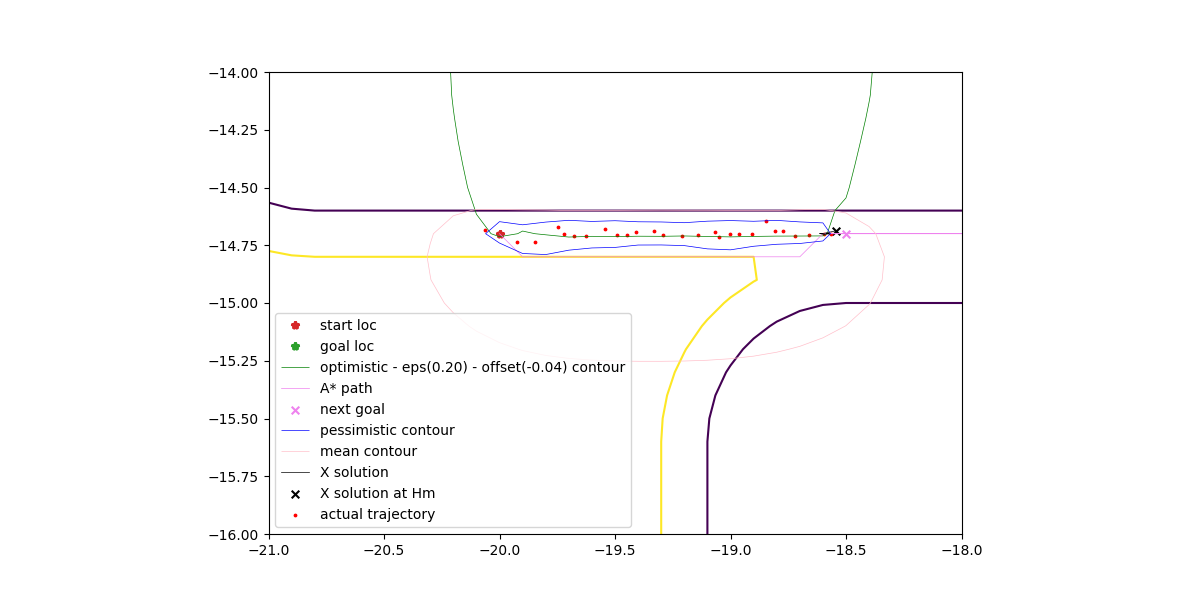 −14.00
−14.25
−14.50
−14.75
−15.00
−15.25
−15.50
−15.75
−16.00
start loc
goal loc
optimistic - eps(0.20) - offset(-0.04) contour
A* path
next goal
pessimistic contour
mean contour
X solution
X solution at Hm
actual trajectory
−21.0 −20.5 −20.0 −19.5 −19.0 −18.5 −18.0